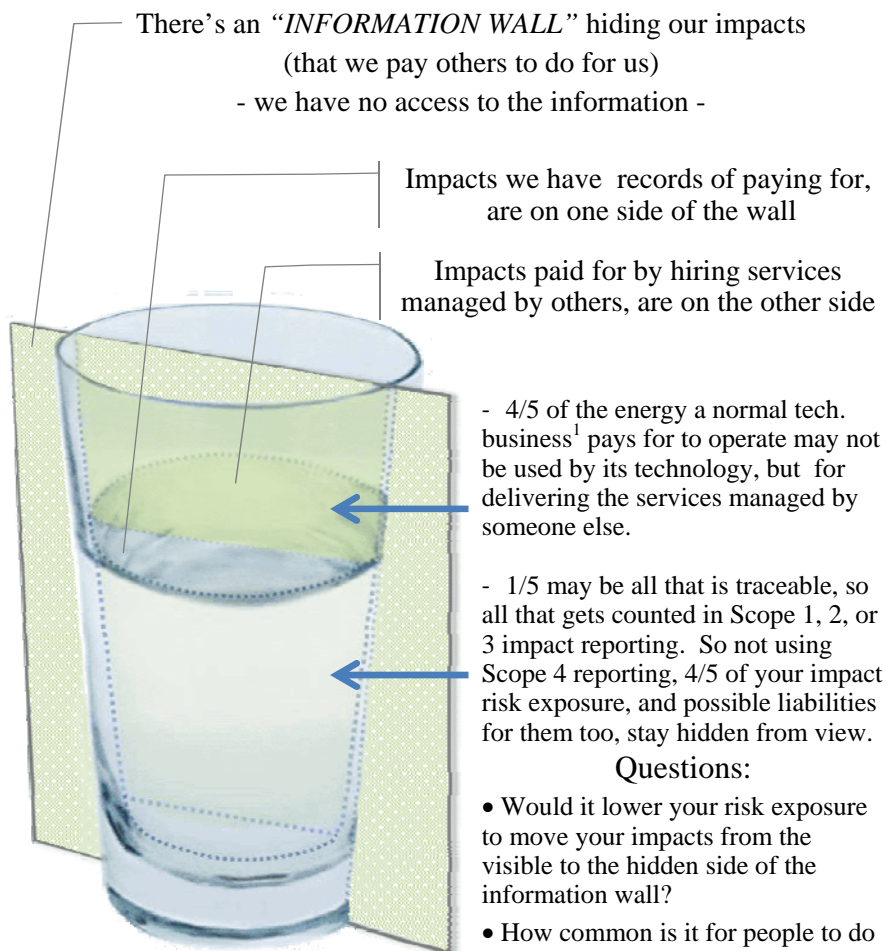 There’s an “INFORMATION WALL” hiding our impacts
(that we pay others to do for us)
- we have no access to the information -
Impacts we have records of paying for,
are on one side of the wall
Impacts paid for by hiring services
managed by others, are on the other side
- 4/5 of the energy a normal tech.
business¹ pays for to operate may not
be used by its technology, but for
delivering the services managed by
someone else.
- 1/5 may be all that is traceable, so
all that gets counted in Scope 1, 2, or
3 impact reporting. So not using
Scope 4 reporting, 4/5 of your impact
risk exposure, and possible liabilities
for them too, stay hidden from view.
Questions:
• Would it lower your risk exposure
to move your impacts from the
visible to the hidden side of the
information wall?
• How common is it for people to do